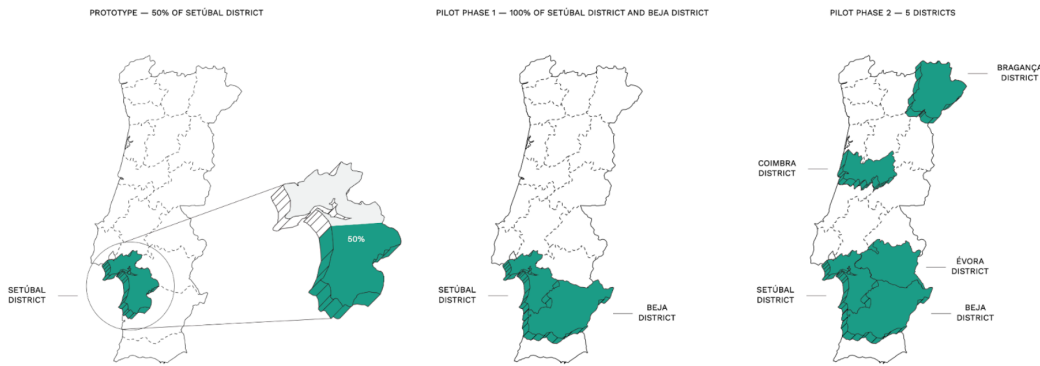 PROTOTYPE — 50% OF SETÚBAL DISTRICT
SETÚBAL
DISTRICT
50%
PILOT PHASE 1 — 100% OF SETÚBAL DISTRICT AND BEJA DISTRICT
SETÚBAL
DISTRICT
BEJA
DISTRICT
PILOT PHASE 2 — 5 DISTRICTS
BRAGANÇA
DISTRICT
COIMBRA
DISTRICT
ÉVORA
DISTRICT
SETÚBAL
DISTRICT
BEJA
DISTRICT